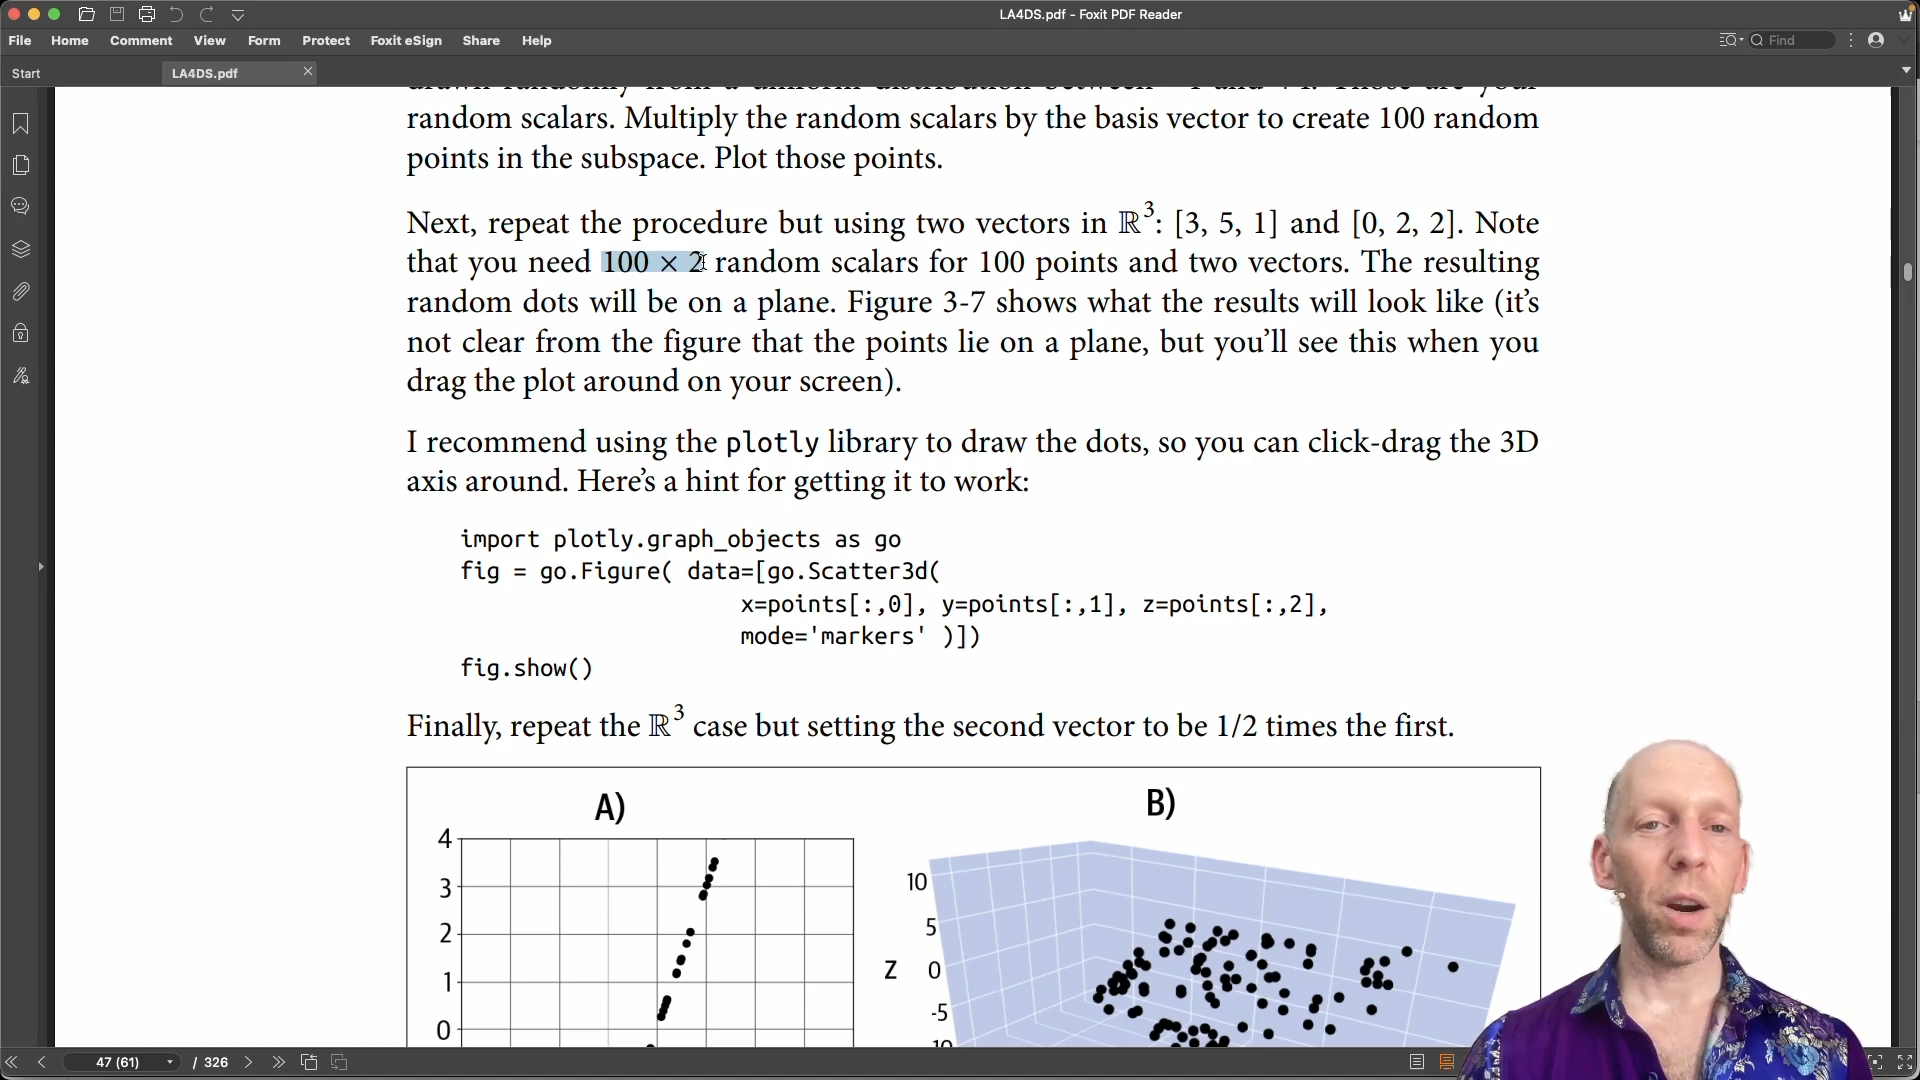 LA4DS.pdf - Foxit PDF Reader
File Home Comment View Form Protect Foxit eSign Share Help
Find
Start
LA4DS.pdf
random scalars. Multiply the random scalars by the basis vector to create 100 random
points in the subspace. Plot those points.
Next, repeat the procedure but using two vectors in ℝ³: [3, 5, 1] and [0, 2, 2]. Note
that you need 100 × 2 random scalars for 100 points and two vectors. The resulting
random dots will be on a plane. Figure 3-7 shows what the results will look like (it’s
not clear from the figure that the points lie on a plane, but you’ll see this when you
drag the plot around on your screen).
I recommend using the plotly library to draw the dots, so you can click-drag the 3D
axis around. Here’s a hint for getting it to work:
import plotly.graph_objects as go
fig = go.Figure( data=[go.Scatter3d(
x=points[:,0], y=points[:,1], z=points[:,2],
mode='markers' )])
fig.show()
Finally, repeat the ℝ³ case but setting the second vector to be 1/2 times the first.
A)
4
3
2
1
0
B)
10
5
0
-5
Z
47 (61)
/ 326